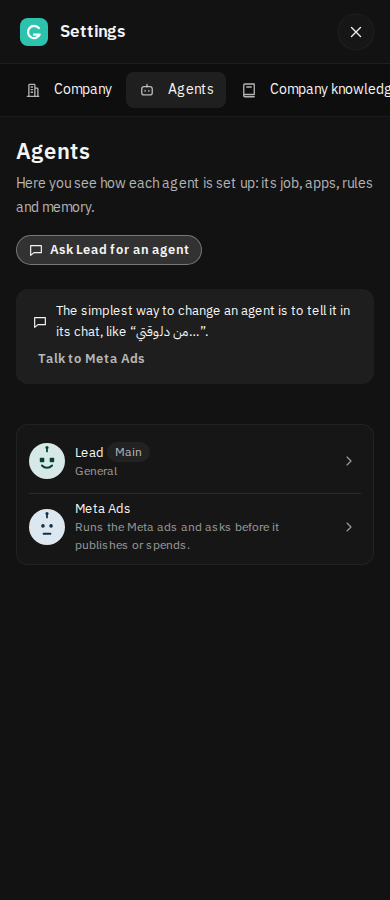 Settings
Company
Agents
Company knowledg
Agents
Here you see how each agent is set up: its job, apps, rules
and memory.
Ask Lead for an agent
The simplest way to change an agent is to tell it in
its chat, like “من دلوقتي...”.
Talk to Meta Ads
Lead Main
General
Meta Ads
Runs the Meta ads and asks before it
publishes or spends.